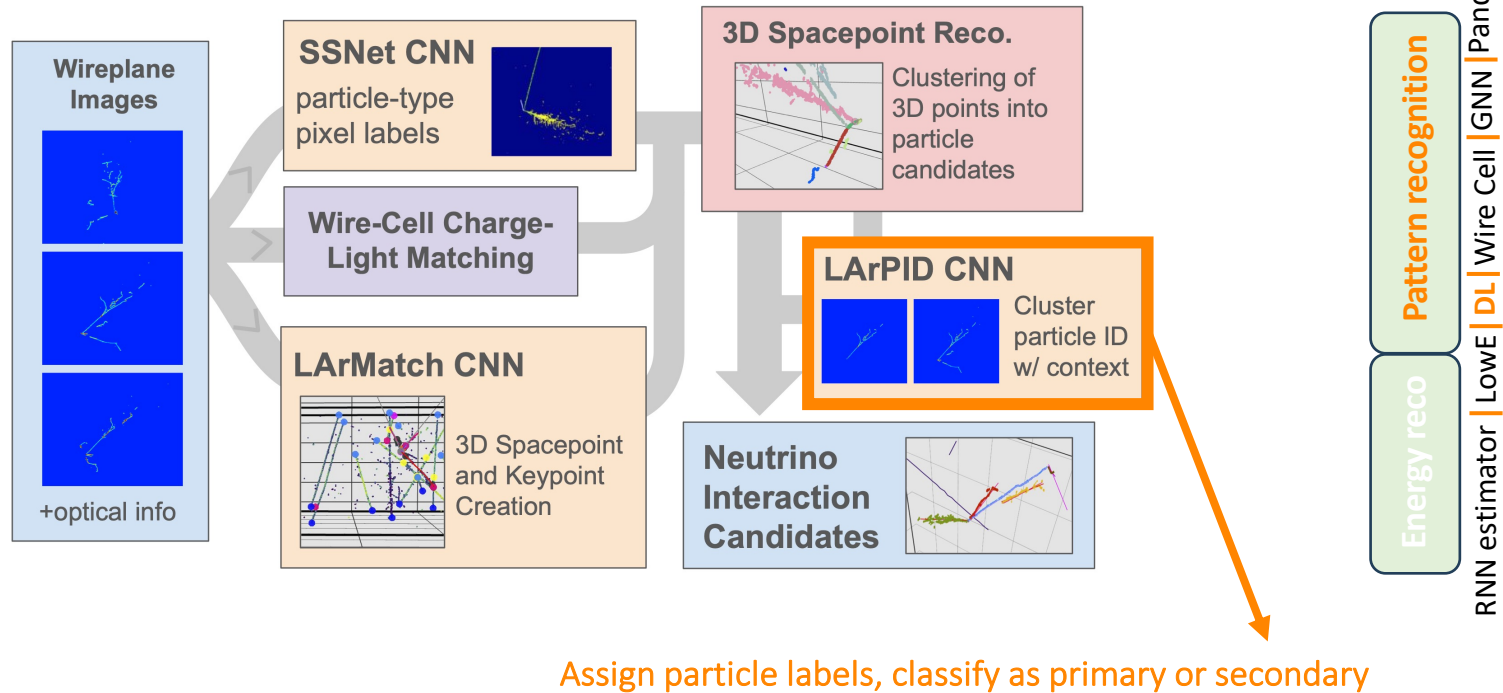 Wireplane
Images
+optical info
SSNet CNN
particle-type
pixel labels
Wire-Cell Charge-
Light Matching
LArMatch CNN
3D Spacepoint
and Keypoint
Creation
3D Spacepoint Reco.
Clustering of
3D points into
particle
candidates
LArPID CNN
Cluster
particle ID
w/ context
Neutrino
Interaction
Candidates
Assign particle labels, classify as primary or secondary
Pattern recognition
Energy reco
RNN estimator | LowE | DL | Wire Cell | GNN |